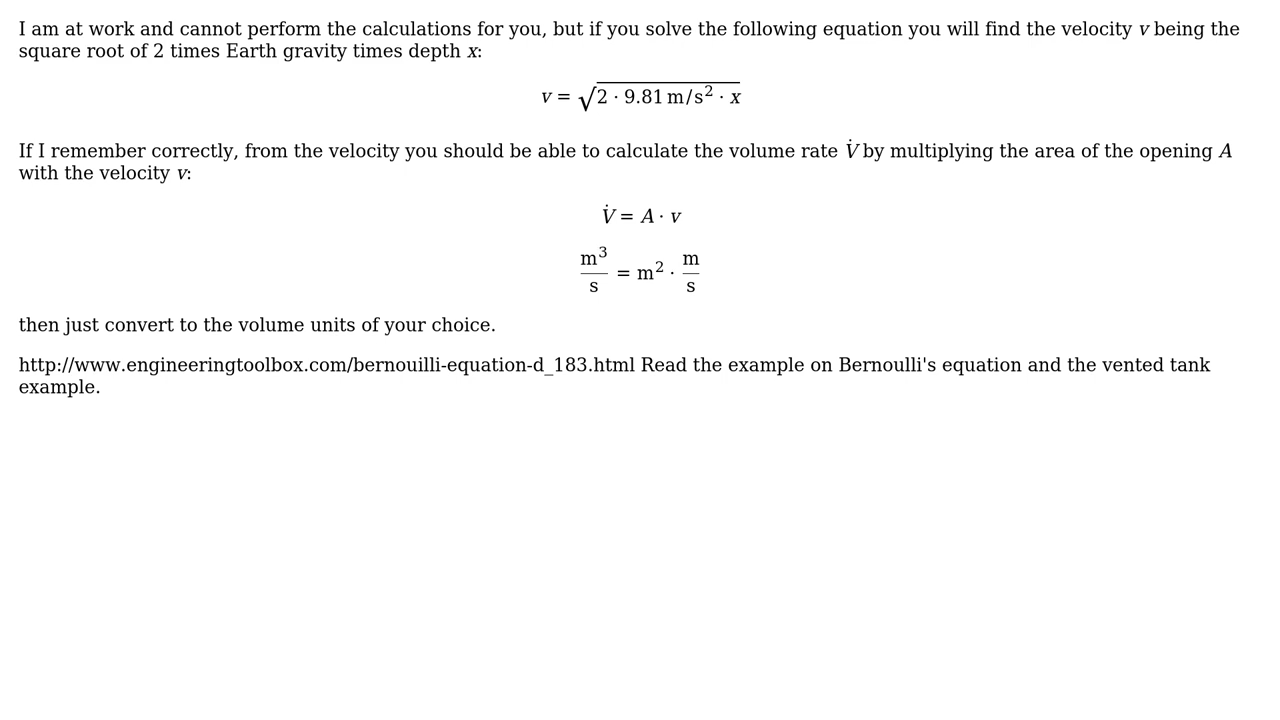 I am at work and cannot perform the calculations for you, but if you solve the following equation you will find the velocity v being the
square root of 2 times Earth gravity times depth x:
v = √2 · 9.81 m/s² · x
If I remember correctly, from the velocity you should be able to calculate the volume rate V̇ by multiplying the area of the opening A
with the velocity v:
V̇ = A · v
m³/s = m² · m/s
then just convert to the volume units of your choice.
http://www.engineeringtoolbox.com/bernouilli-equation-d_183.html Read the example on Bernoulli's equation and the vented tank
example.